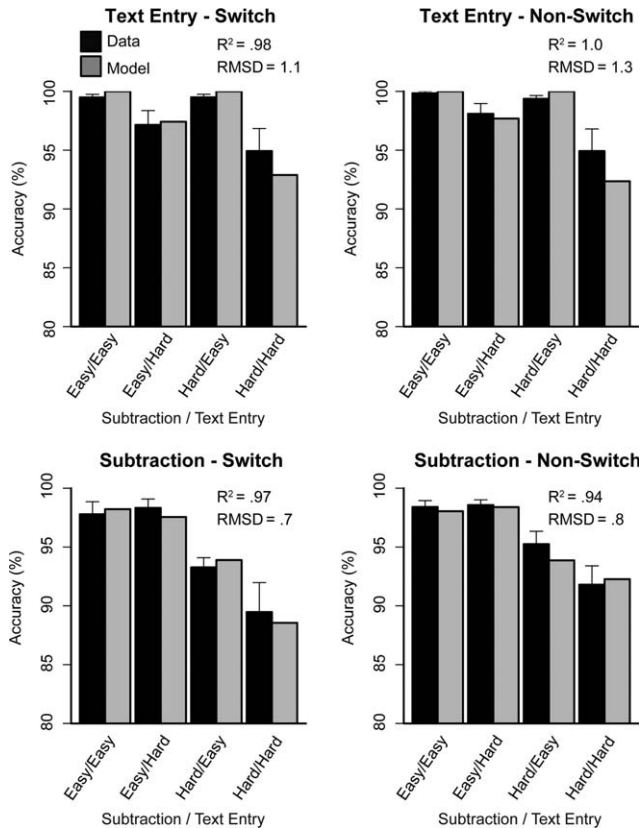 Text Entry - Switch
Data
Model
R² = .98
RMSD = 1.1
Accuracy (%)
100
95
90
85
80
Easy/Easy
Easy/Hard
Hard/Easy
Hard/Hard
Subtraction / Text Entry
Text Entry - Non-Switch
R² = 1.0
RMSD = 1.3
Accuracy (%)
100
95
90
85
80
Easy/Easy
Easy/Hard
Hard/Easy
Hard/Hard
Subtraction / Text Entry
Subtraction - Switch
R² = .97
RMSD = .7
Accuracy (%)
100
95
90
85
80
Easy/Easy
Easy/Hard
Hard/Easy
Hard/Hard
Subtraction / Text Entry
Subtraction - Non-Switch
R² = .94
RMSD = .8
Accuracy (%)
100
95
90
85
80
Easy/Easy
Easy/Hard
Hard/Easy
Hard/Hard
Subtraction / Text Entry